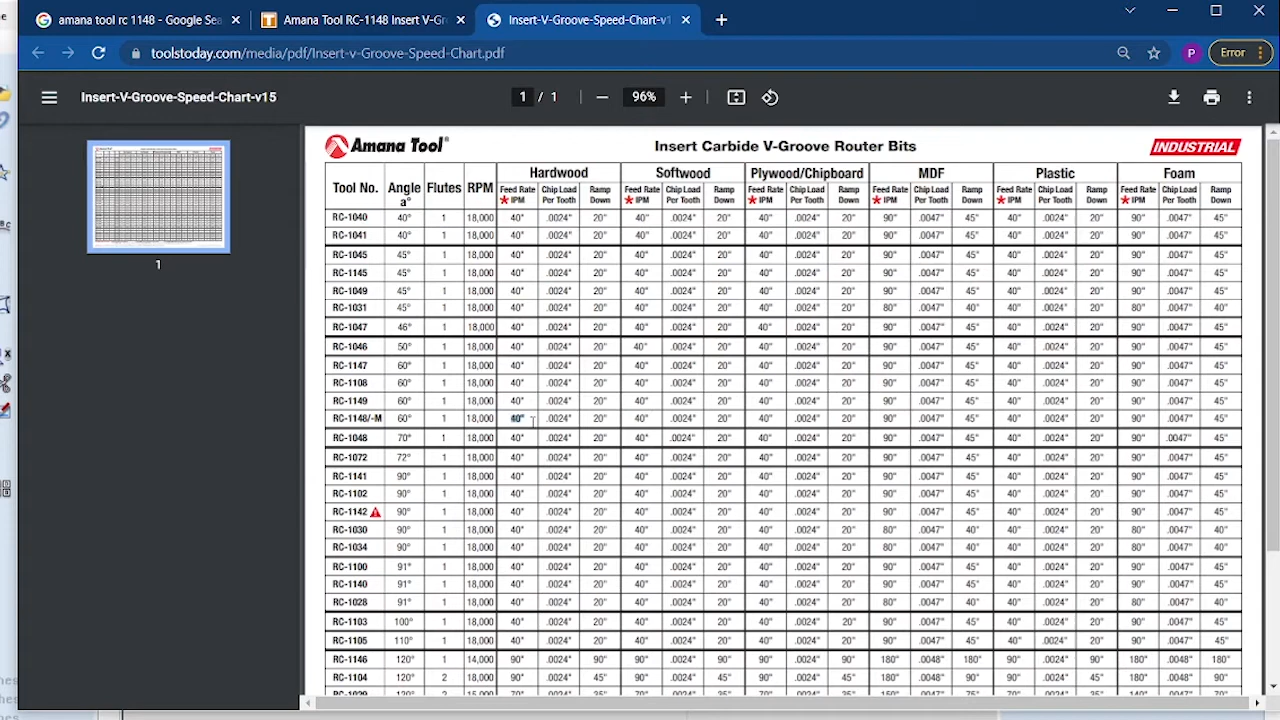 amana tool rc 1148 - Google Sea
Amana Tool RC-1148 Insert V-Gr
Insert-V-Groove-Speed-Chart-v1
toolstoday.com/media/pdf/Insert-v-Groove-Speed-Chart.pdf
P
Error
Insert-V-Groove-Speed-Chart-v15
1 / 1
96%
1
Amana Tool®
Insert Carbide V-Groove Router Bits
INDUSTRIAL
Tool No. Angle a° Flutes RPM Hardwood Softwood Plywood/Chipboard MDF Plastic Foam
Feed Rate Chip Load Ramp Feed Rate Chip Load Ramp Feed Rate Chip Load Ramp Feed Rate Chip Load Ramp Feed Rate Chip Load Ramp Feed Rate Chip Load Ramp
* IPM Per Tooth Down * IPM Per Tooth Down * IPM Per Tooth Down * IPM Per Tooth Down * IPM Per Tooth Down * IPM Per Tooth Down
RC-1040 40° 1 18,000 40" .0024" 20" 40" .0024" 20" 40" .0024" 20" 90" .0047" 45" 40" .0024" 20" 90" .0047" 45"
RC-1041 40° 1 18,000 40" .0024" 20" 40" .0024" 20" 40" .0024" 20" 90" .0047" 45" 40" .0024" 20" 90" .0047" 45"
RC-1045 45° 1 18,000 40" .0024" 20" 40" .0024" 20" 40" .0024" 20" 90" .0047" 45" 40" .0024" 20" 90" .0047" 45"
RC-1145 45° 1 18,000 40" .0024" 20" 40" .0024" 20" 40" .0024" 20" 90" .0047" 45" 40" .0024" 20" 90" .0047" 45"
RC-1049 45° 1 18,000 40" .0024" 20" 40" .0024" 20" 40" .0024" 20" 90" .0047" 45" 40" .0024" 20" 90" .0047" 45"
RC-1031 45° 1 18,000 40" .0024" 20" 40" .0024" 20" 40" .0024" 20" 80" .0047" 40" 40" .0024" 20" 80" .0047" 40"
RC-1047 46° 1 18,000 40" .0024" 20" 40" .0024" 20" 40" .0024" 20" 90" .0047" 45" 40" .0024" 20" 90" .0047" 45"
RC-1046 50° 1 18,000 40" .0024" 20" 40" .0024" 20" 40" .0024" 20" 90" .0047" 45" 40" .0024" 20" 90" .0047" 45"
RC-1147 60° 1 18,000 40" .0024" 20" 40" .0024" 20" 40" .0024" 20" 90" .0047" 45" 40" .0024" 20" 90" .0047" 45"
RC-1108 60° 1 18,000 40" .0024" 20" 40" .0024" 20" 40" .0024" 20" 90" .0047" 45" 40" .0024" 20" 90" .0047" 45"
RC-1149 60° 1 18,000 40" .0024" 20" 40" .0024" 20" 40" .0024" 20" 90" .0047" 45" 40" .0024" 20" 90" .0047" 45"
RC-1148/-M 60° 1 18,000 40" .0024" 20" 40" .0024" 20" 40" .0024" 20" 90" .0047" 45" 40" .0024" 20" 90" .0047" 45"
RC-1048 70° 1 18,000 40" .0024" 20" 40" .0024" 20" 40" .0024" 20" 90" .0047" 45" 40" .0024" 20" 90" .0047" 45"
RC-1072 72° 1 18,000 40" .0024" 20" 40" .0024" 20" 40" .0024" 20" 90" .0047" 45" 40" .0024" 20" 90" .0047" 45"
RC-1141 90° 1 18,000 40" .0024" 20" 40" .0024" 20" 40" .0024" 20" 90" .0047" 45" 40" .0024" 20" 90" .0047" 45"
RC-1102 90° 1 18,000 40" .0024" 20" 40" .0024" 20" 40" .0024" 20" 90" .0047" 45" 40" .0024" 20" 90" .0047" 45"
RC-1142 90° 1 18,000 40" .0024" 20" 40" .0024" 20" 40" .0024" 20" 90" .0047" 45" 40" .0024" 20" 90" .0047" 45"
RC-1030 90° 1 18,000 40" .0024" 20" 40" .0024" 20" 40" .0024" 20" 80" .0047" 40" 40" .0024" 20" 80" .0047" 40"
RC-1034 90° 1 18,000 40" .0024" 20" 40" .0024" 20" 40" .0024" 20" 80" .0047" 40" 40" .0024" 20" 80" .0047" 40"
RC-1100 91° 1 18,000 40" .0024" 20" 40" .0024" 20" 40" .0024" 20" 90" .0047" 45" 40" .0024" 20" 90" .0047" 45"
RC-1140 91° 1 18,000 40" .0024" 20" 40" .0024" 20" 40" .0024" 20" 90" .0047" 45" 40" .0024" 20" 90" .0047" 45"
RC-1028 91° 1 18,000 40" .0024" 20" 40" .0024" 20" 40" .0024" 20" 80" .0047" 40" 40" .0024" 20" 80" .0047" 40"
RC-1103 100° 1 18,000 40" .0024" 20" 40" .0024" 20" 40" .0024" 20" 90" .0047" 45" 40" .0024" 20" 90" .0047" 45"
RC-1105 110° 1 18,000 40" .0024" 20" 40" .0024" 20" 40" .0024" 20" 90" .0047" 45" 40" .0024" 20" 90" .0047" 45"
RC-1146 120° 1 14,000 90" .0024" 90" 90" .0024" 90" 90" .0024" 90" 180" .0048" 180" 90" .0024" 90" 180" .0048" 180"
RC-1104 120° 2 18,000 90" .0024" 45" 90" .0024" 45" 90" .0024" 45" 180" .0048" 90" 90" .0024" 45" 180" .0048" 90"